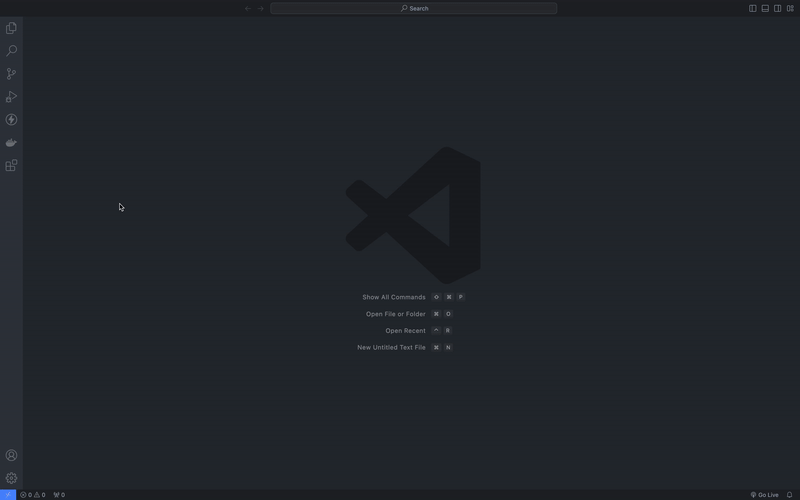 Search
Show All Commands ⇧ ⌘ P
Open File or Folder ⌘ O
Open Recent ⌃ R
New Untitled Text File ⌘ N
0 0 0 Go Live